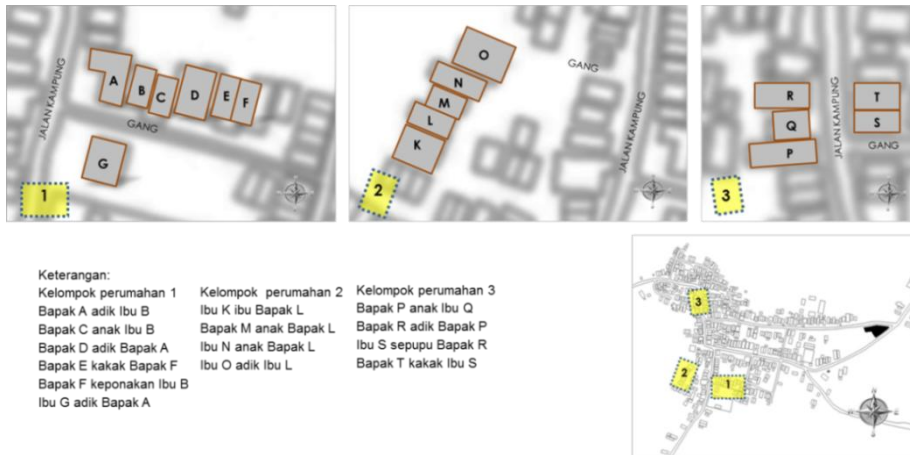 JALAN KAMPUNG
A
B
C
D
E
F
GANG
G
1
O
N
M
L
K
GANG
JALAN KAMPUNG
2
R
Q
P
JALAN KAMPUNG
T
S
GANG
3
Keterangan:
Kelompok perumahan 1
Bapak A adik Ibu B
Bapak C anak Ibu B
Bapak D adik Bapak A
Bapak E kakak Bapak F
Bapak F keponakan Ibu B
Ibu G adik Bapak A
Kelompok perumahan 2
Ibu K ibu Bapak L
Bapak M anak Bapak L
Ibu N anak Bapak L
Ibu O adik Ibu L
Kelompok perumahan 3
Bapak P anak Ibu Q
Bapak R adik Bapak P
Ibu S sepupu Bapak R
Bapak T kakak Ibu S
3
2
1